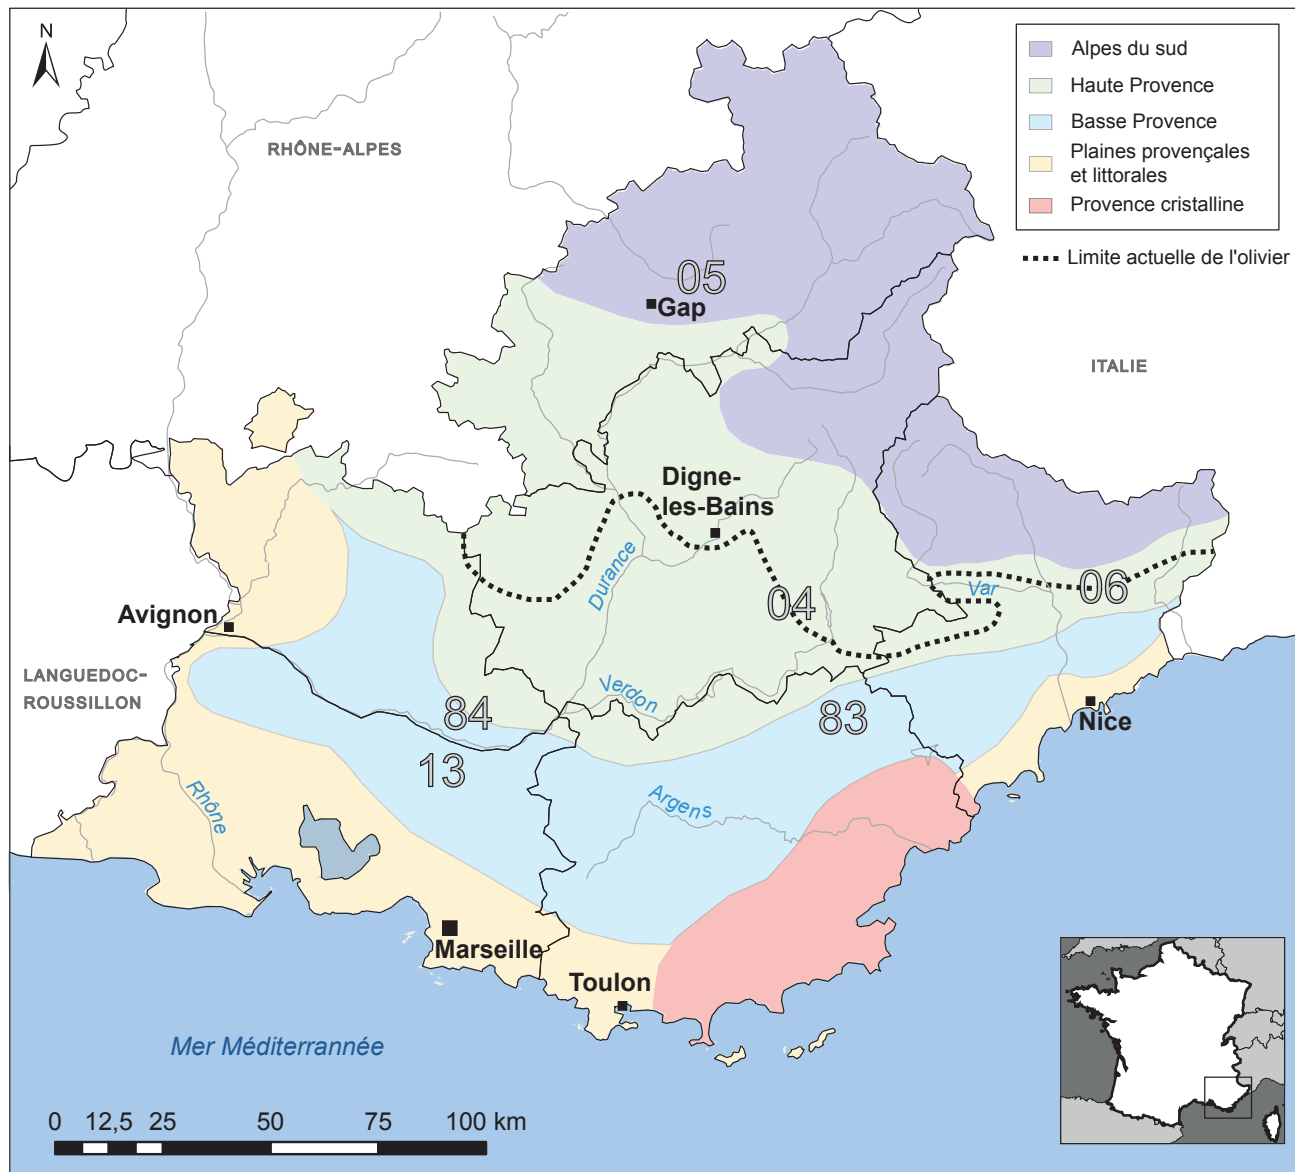 N
Alpes du sud
Haute Provence
Basse Provence
Plaines provençales
et littorales
Provence cristalline
Limite actuelle de l'olivier
RHÔNE-ALPES
05
Gap
ITALIE
Digne-
les-Bains
Durance
Var
06
04
Avignon
LANGUEDOC-
ROUSSILLON
Verdon
84
83
Nice
13
Rhône
Argens
Marseille
Toulon
Mer Méditerrannée
0 12,5 25 50 75 100 km